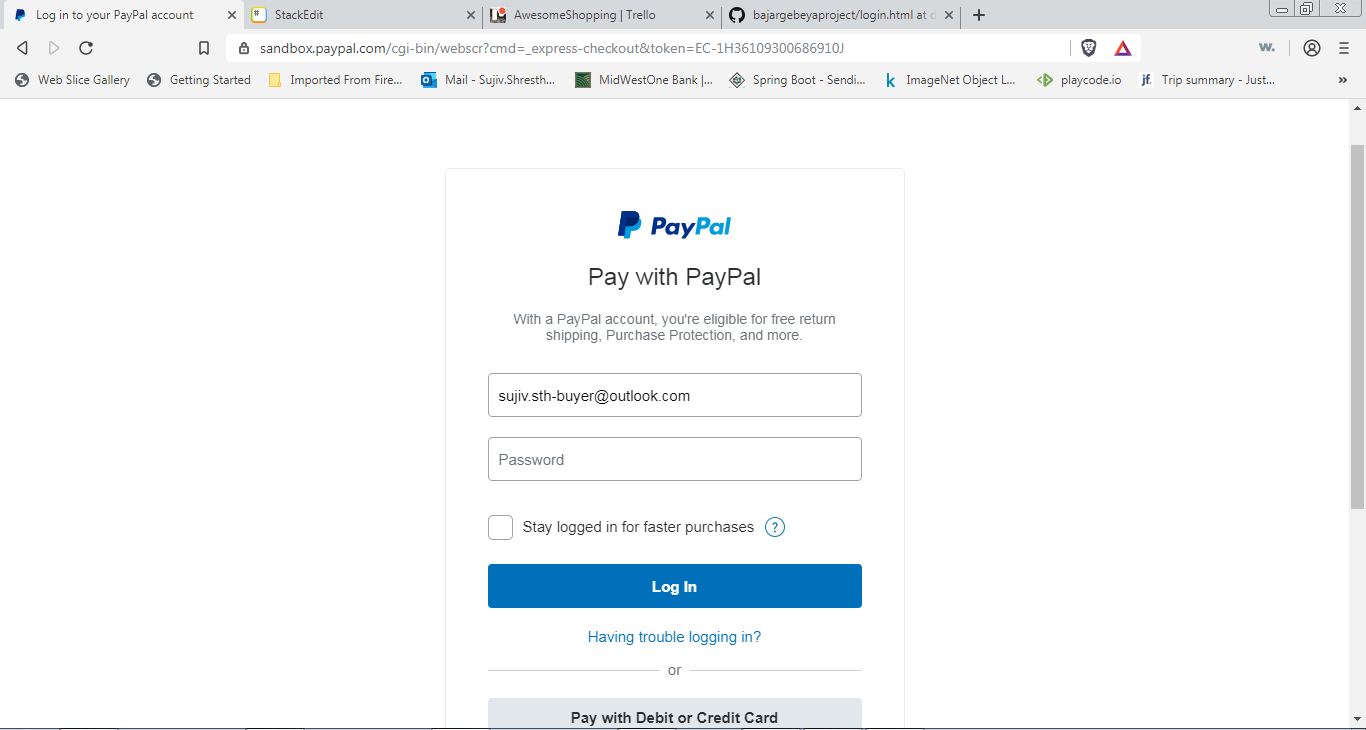 Log in to your PayPal account
StackEdit
AwesomeShopping | Trello
bajargebeyaproject/login.html at d
sandbox.paypal.com/cgi-bin/webscr?cmd=_express-checkout&token=EC-1H36109300686910J
w.
Web Slice Gallery
Getting Started
Imported From Fire...
Mail - Sujiv.Shresth...
MidWestOne Bank |...
Spring Boot - Sendi...
k
ImageNet Object L...
playcode.io
jf.
Trip summary - Just...
»
PayPal
Pay with PayPal
With a PayPal account, you're eligible for free return
shipping, Purchase Protection, and more.
sujiv.sth-buyer@outlook.com
Password
Stay logged in for faster purchases ?
Log In
Having trouble logging in?
or
Pay with Debit or Credit Card